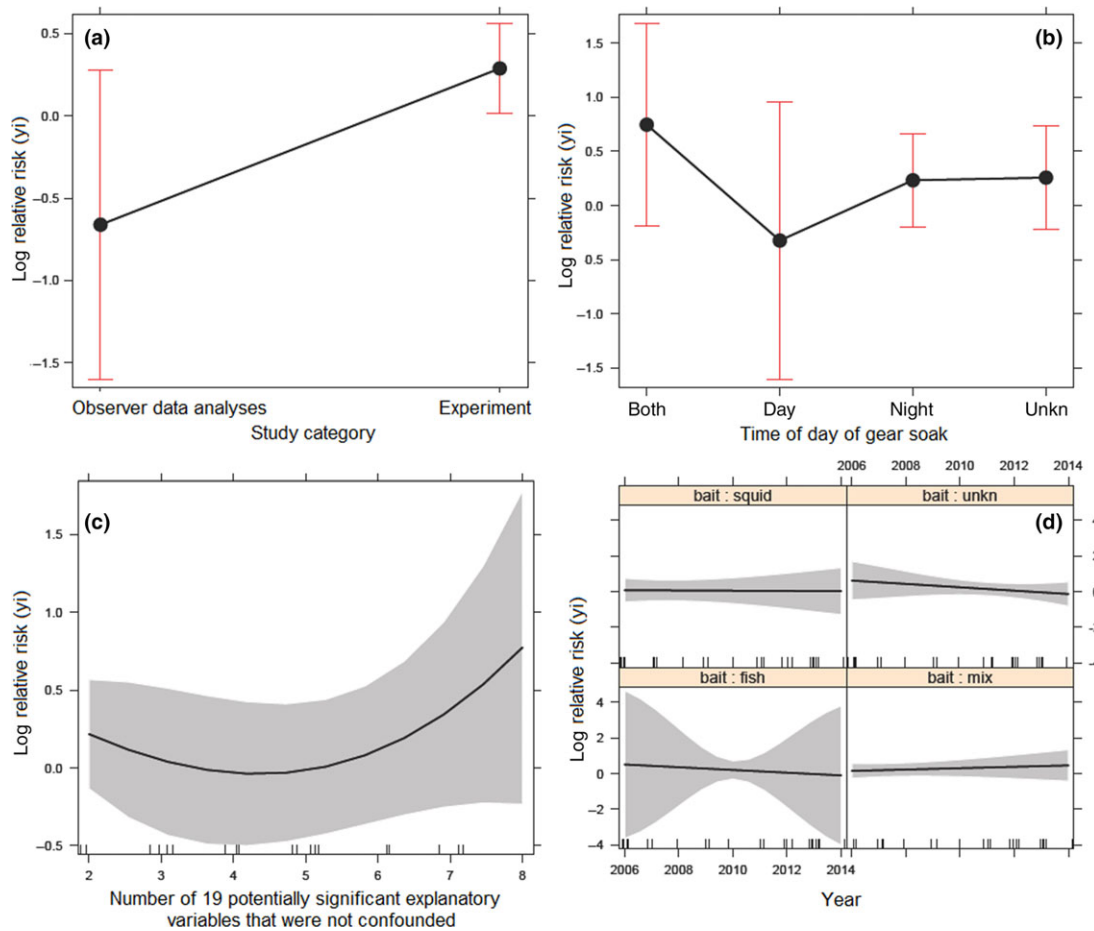 (a)
0.5
0.0
−0.5
−1.0
−1.5
Log relative risk (yi)
Observer data analyses
Experiment
Study category
(b)
1.5
1.0
0.5
0.0
0.5
−1.0
−1.5
Log relative risk (yi)
Both
Day
Night
Unkn
Time of day of gear soak
(c)
1.5
1.0
0.5
0.0
−0.5
Log relative risk (yi)
2 3 4 5 6 7 8
Number of 19 potentially significant explanatory
variables that were not confounded
2006 2008 2010 2012 2014
bait : squid
bait : unkn
(d)
4
2
0
-2
-4
bait : fish
bait : mix
4
2
0
−2
−4
Log relative risk (yi)
2006 2008 2010 2012 2014
Year